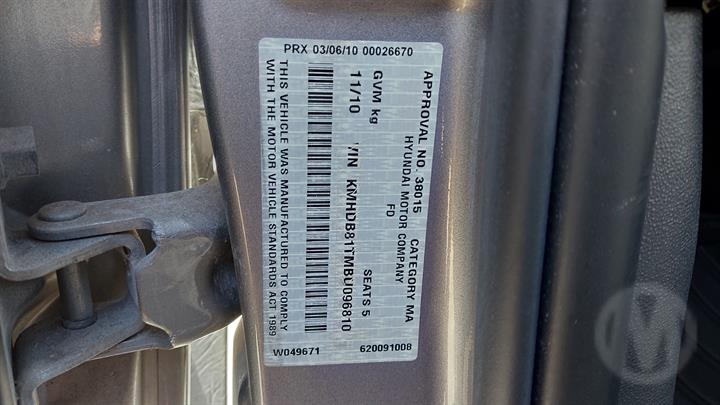 PRX 03/06/10 00026670
APPROVAL NO. 38015 CATEGORY MA
HYUNDAI MOTOR COMPANY
FD
GVM kg SEATS 5
11/10 VIN KMHDB811TMBU096810
THIS VEHICLE WAS MANUFACTURED TO COMPLY
WITH THE MOTOR VEHICLE STANDARDS ACT 1989
W049671 620091008
M